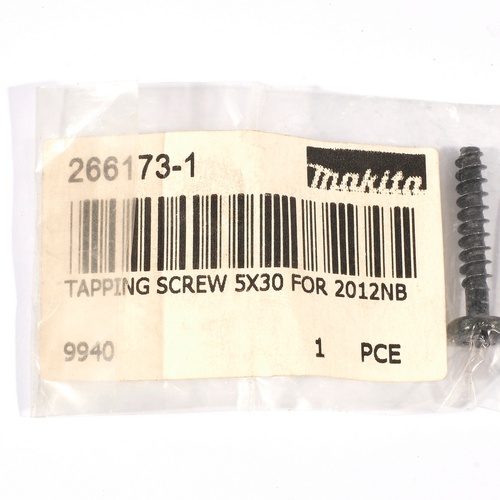 266173-1
makita
TAPPING SCREW 5X30 FOR 2012NB
9940 1 PCE